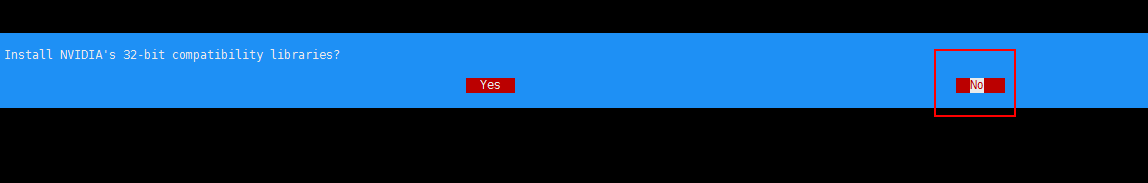 Install NVIDIA's 32-bit compatibility libraries?
Yes No